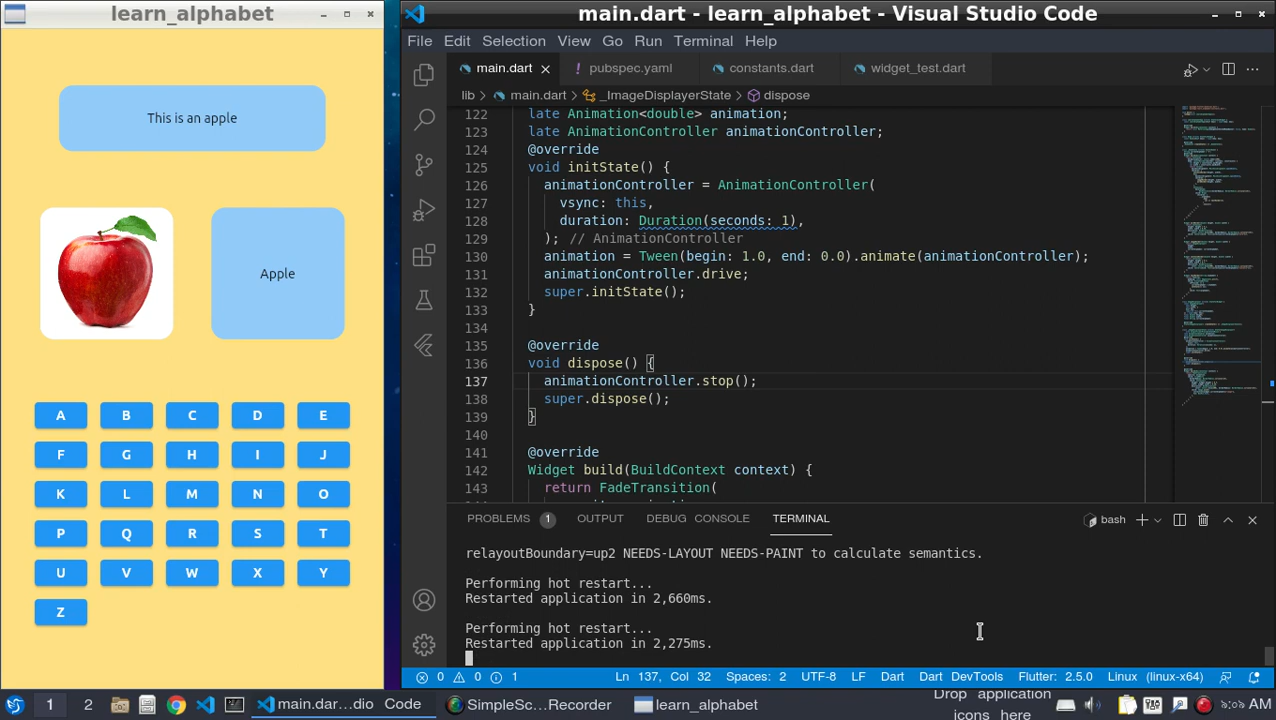 learn_alphabet
This is an apple
Apple
A B C D E
F G H I J
K L M N O
P Q R S T
U V W X Y
Z
main.dart - learn_alphabet - Visual Studio Code
File Edit Selection View Go Run Terminal Help
main.dart pubspec.yaml constants.dart widget_test.dart
lib > main.dart > _ImageDisplayerState > dispose
122 late Animation<double> animation;
123 late AnimationController animationController;
124 @override
125 void initState() {
126 animationController = AnimationController(
127 vsync: this,
128 duration: Duration(seconds: 1),
129 ); // AnimationController
130 animation = Tween(begin: 1.0, end: 0.0).animate(animationController);
131 animationController.drive;
132 super.initState();
133 }
134
135 @override
136 void dispose() {
137 animationController.stop();
138 super.dispose();
139 }
140
141 @override
142 Widget build(BuildContext context) {
143 return FadeTransition(
PROBLEMS 1 OUTPUT DEBUG CONSOLE TERMINAL bash
relayoutBoundary=up2 NEEDS-LAYOUT NEEDS-PAINT to calculate semantics.
Performing hot restart...
Restarted application in 2,660ms.
Performing hot restart...
Restarted application in 2,275ms.
0 0 1 Ln 137, Col 32 Spaces: 2 UTF-8 LF Dart Dart DevTools Flutter: 2.5.0 Linux (linux-x64)
1 2 main.dar...dio Code SimpleSc...Recorder learn_alphabet Drop application icons here